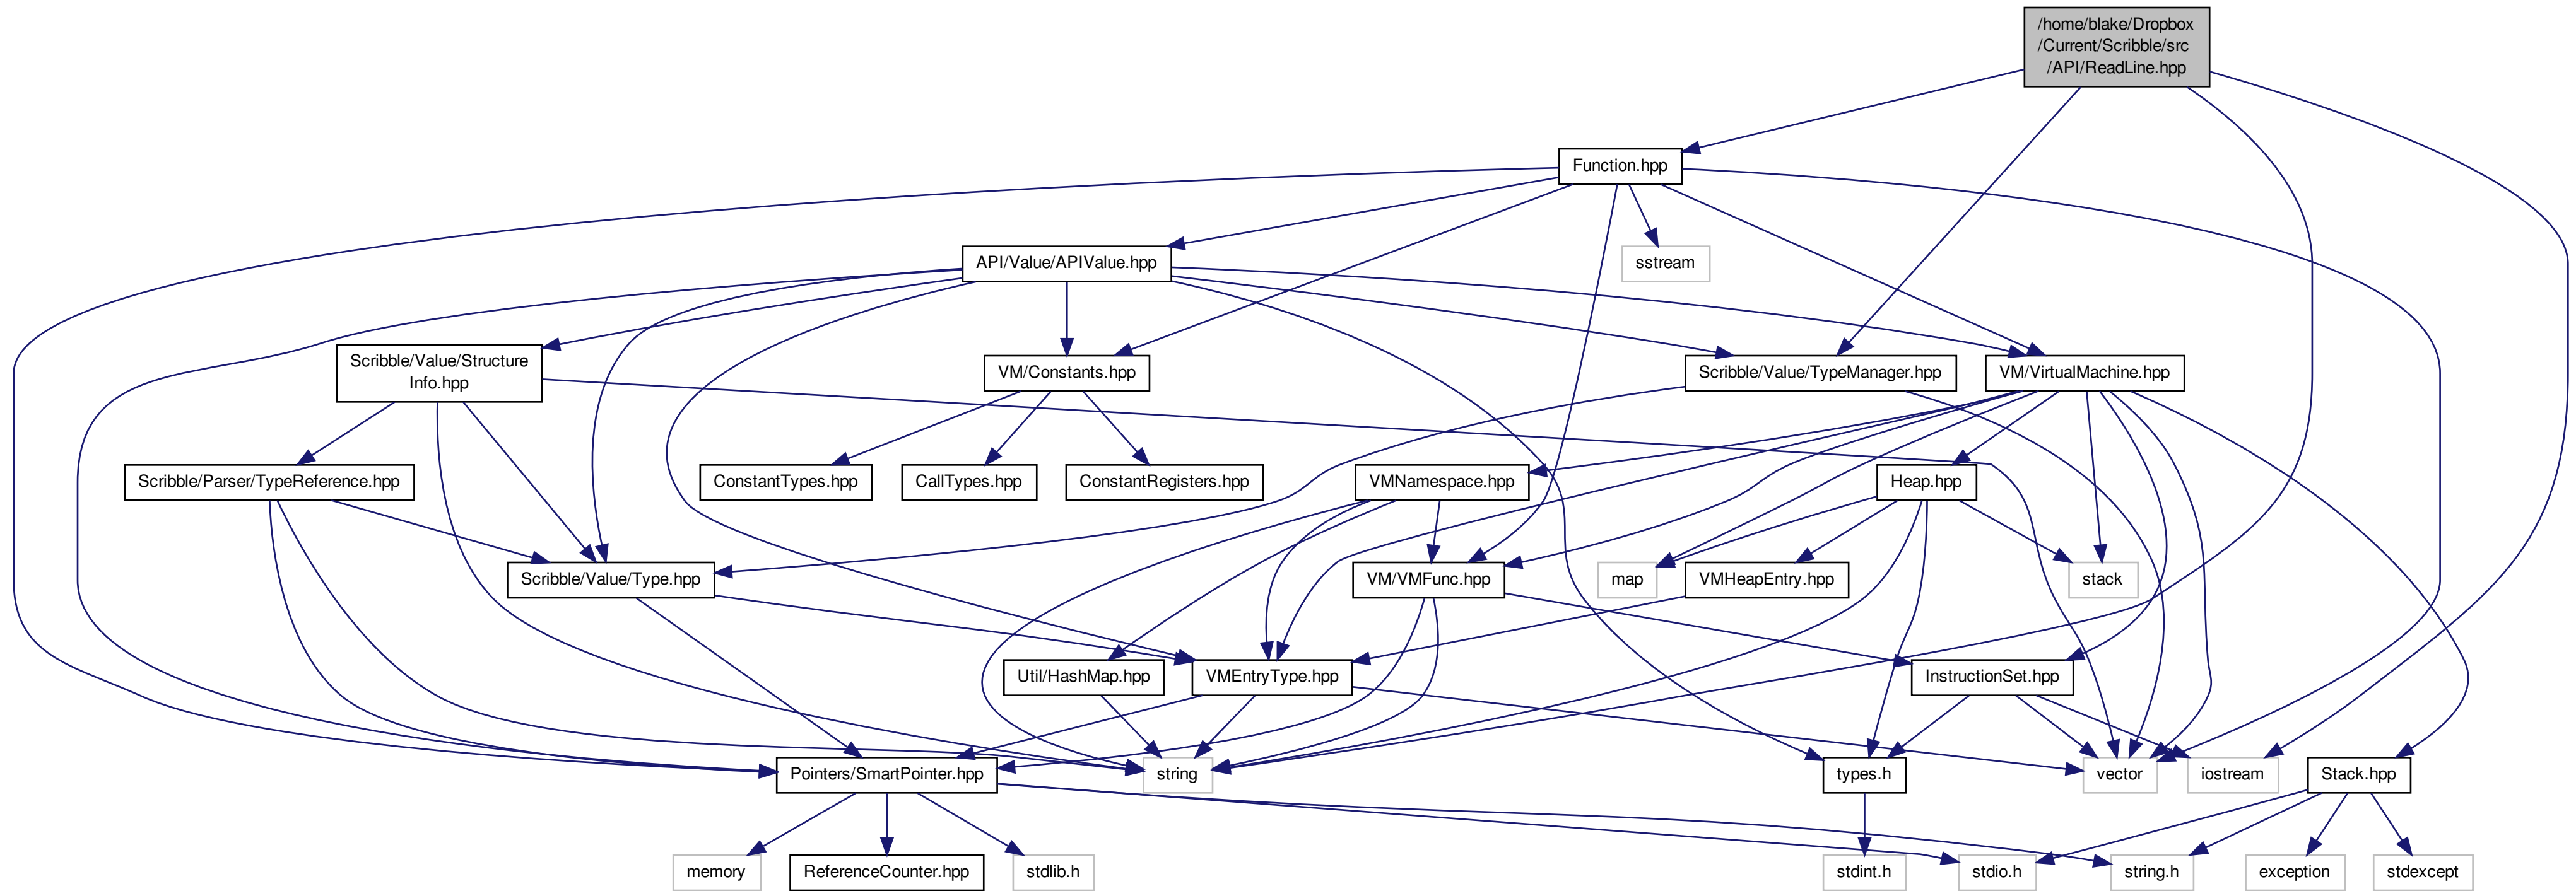 /home/blake/Dropbox
/Current/Scribble/src
/API/ReadLine.hpp
Function.hpp
API/Value/APIValue.hpp
sstream
Scribble/Value/Structure
Info.hpp
VM/Constants.hpp
Scribble/Value/TypeManager.hpp
VM/VirtualMachine.hpp
Scribble/Parser/TypeReference.hpp
ConstantTypes.hpp
CallTypes.hpp
ConstantRegisters.hpp
VMNamespace.hpp
Heap.hpp
Scribble/Value/Type.hpp
VM/VMFunc.hpp
map
VMHeapEntry.hpp
stack
Util/HashMap.hpp
VMEntryType.hpp
InstructionSet.hpp
Pointers/SmartPointer.hpp
string
types.h
vector
iostream
Stack.hpp
memory
ReferenceCounter.hpp
stdlib.h
stdint.h
stdio.h
string.h
exception
stdexcept